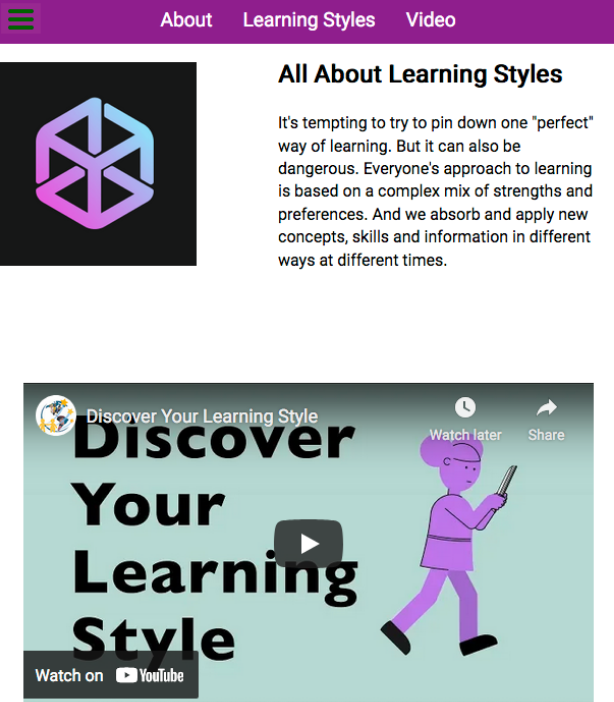 About Learning Styles Video
All About Learning Styles
It's tempting to try to pin down one "perfect"
way of learning. But it can also be
dangerous. Everyone's approach to learning
is based on a complex mix of strengths and
preferences. And we absorb and apply new
concepts, skills and information in different
ways at different times.
Discover Your Learning Style
Watch later Share
Discover
Your
Learning
Style
Watch on YouTube